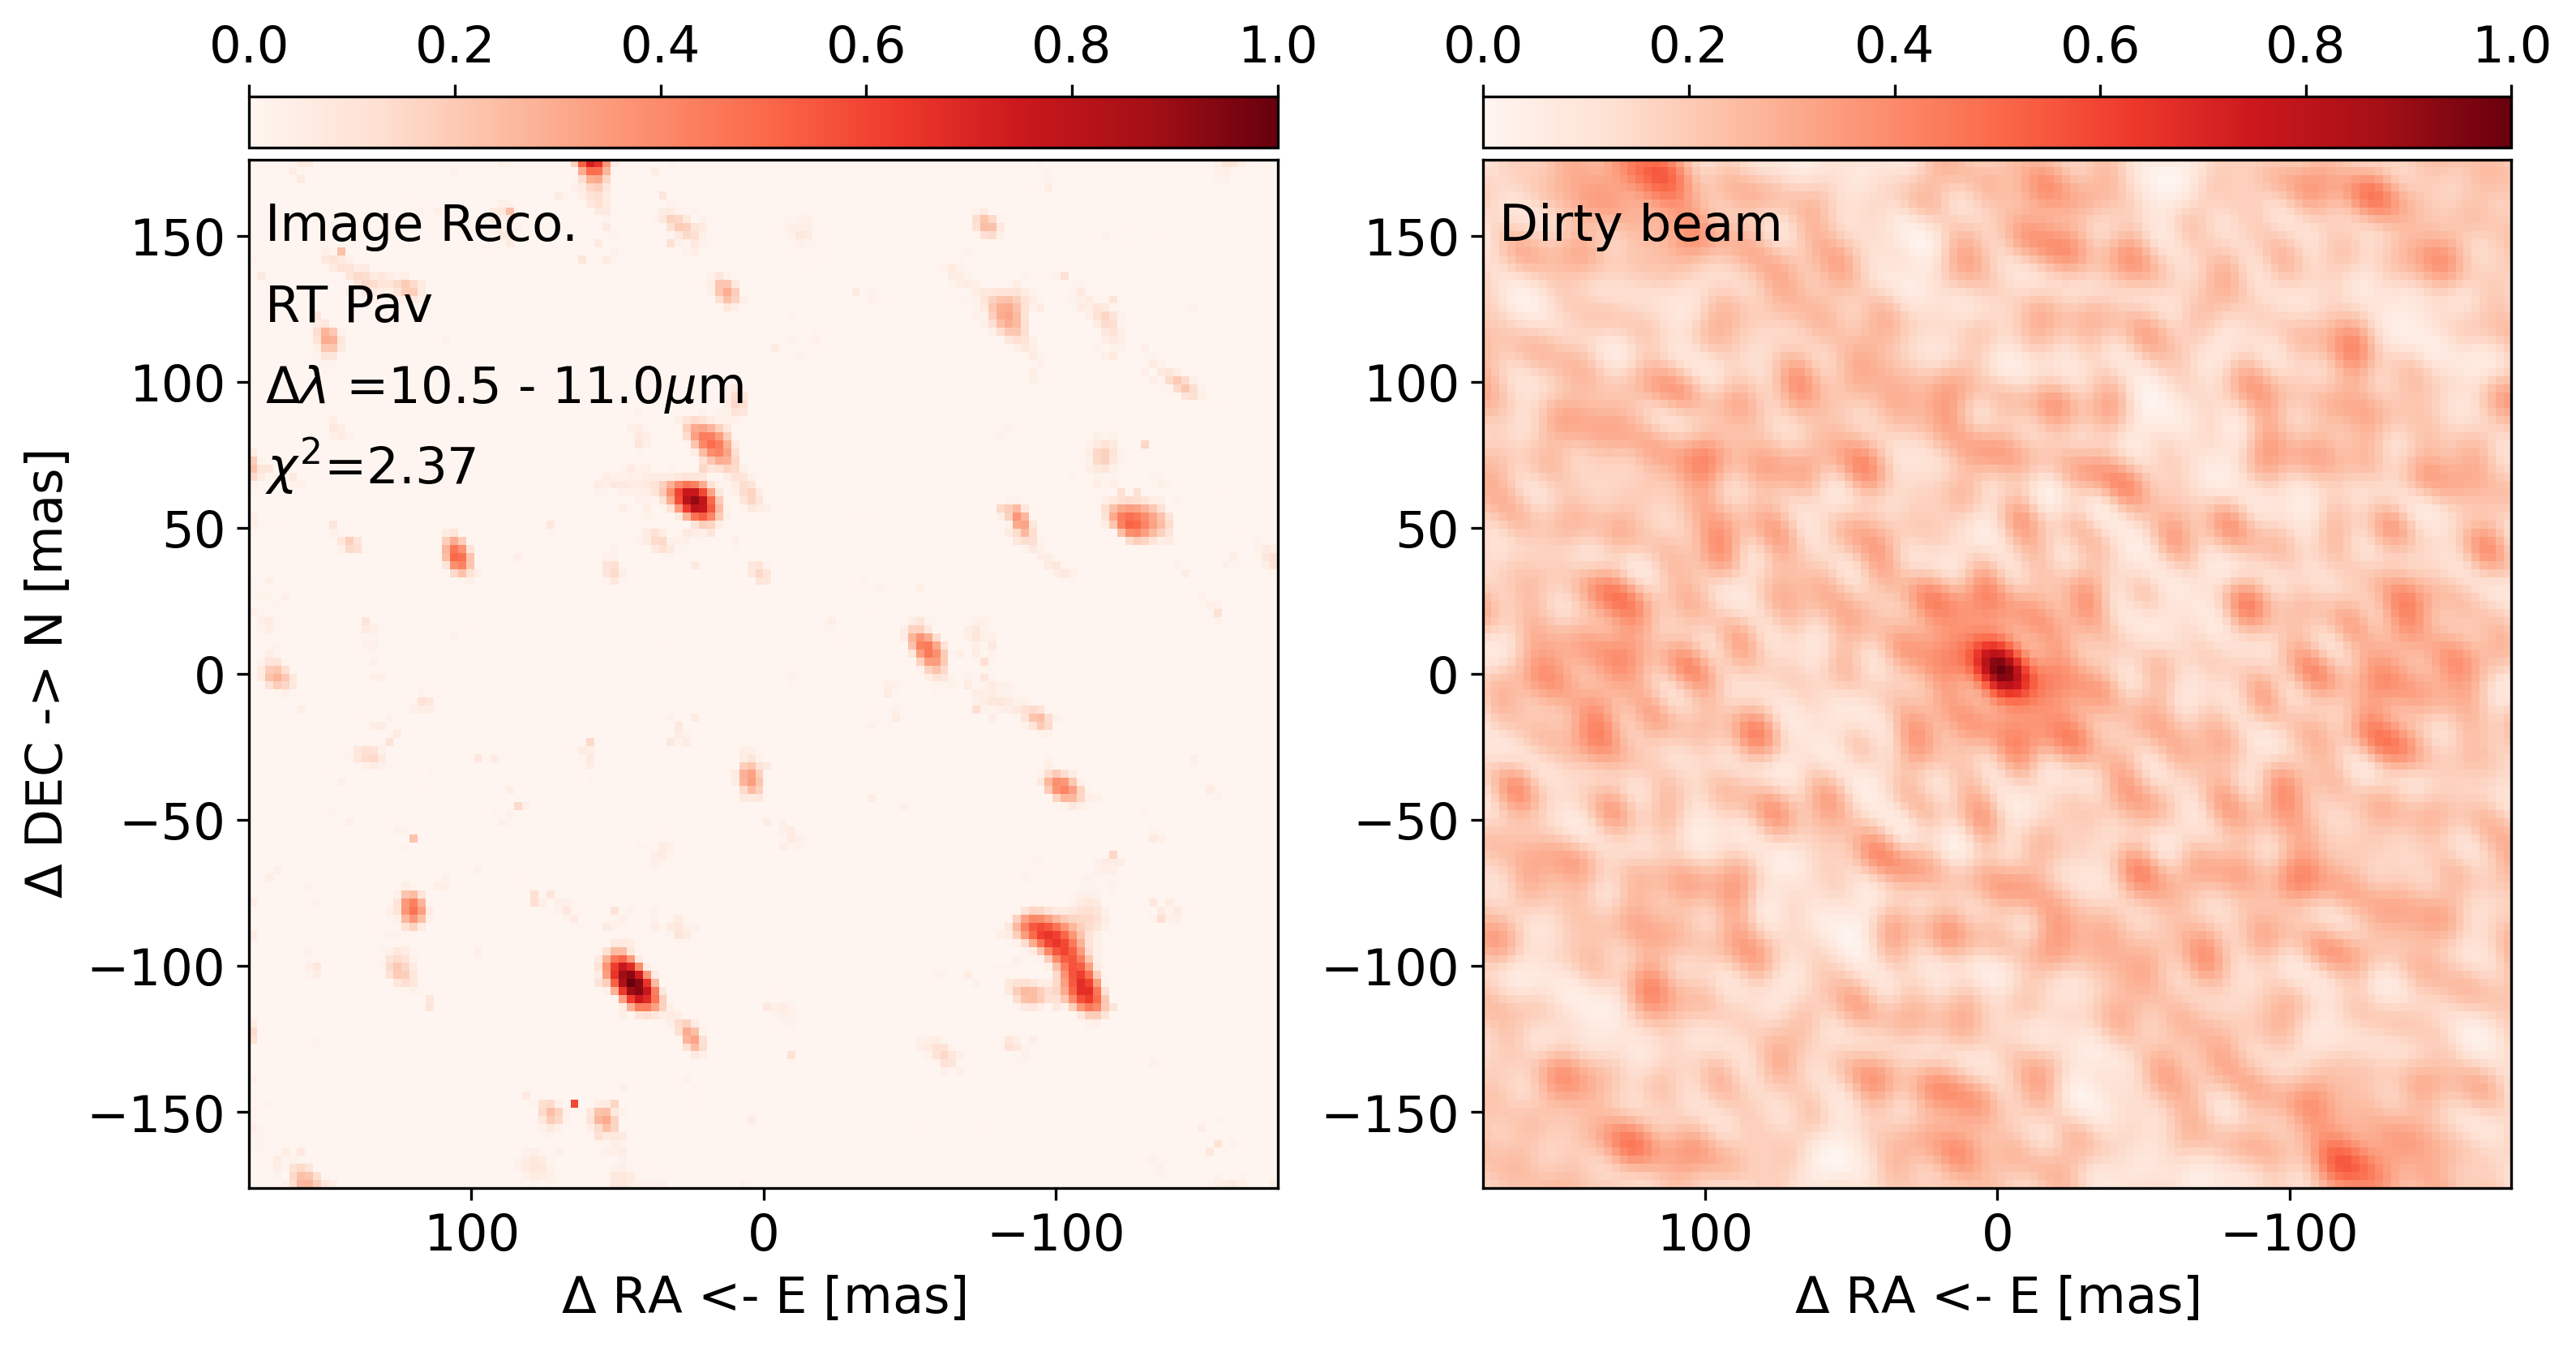 0.0 0.2 0.4 0.6 0.8 1.0
Image Reco.
RT Pav
Δλ =10.5 - 11.0μm
χ²=2.37
150
100
50
0
−50
−100
−150
Δ DEC -> N [mas]
100 0 −100
Δ RA <- E [mas]
0.0 0.2 0.4 0.6 0.8 1.0
Dirty beam
150
100
50
0
−50
−100
−150
100 0 −100
Δ RA <- E [mas]